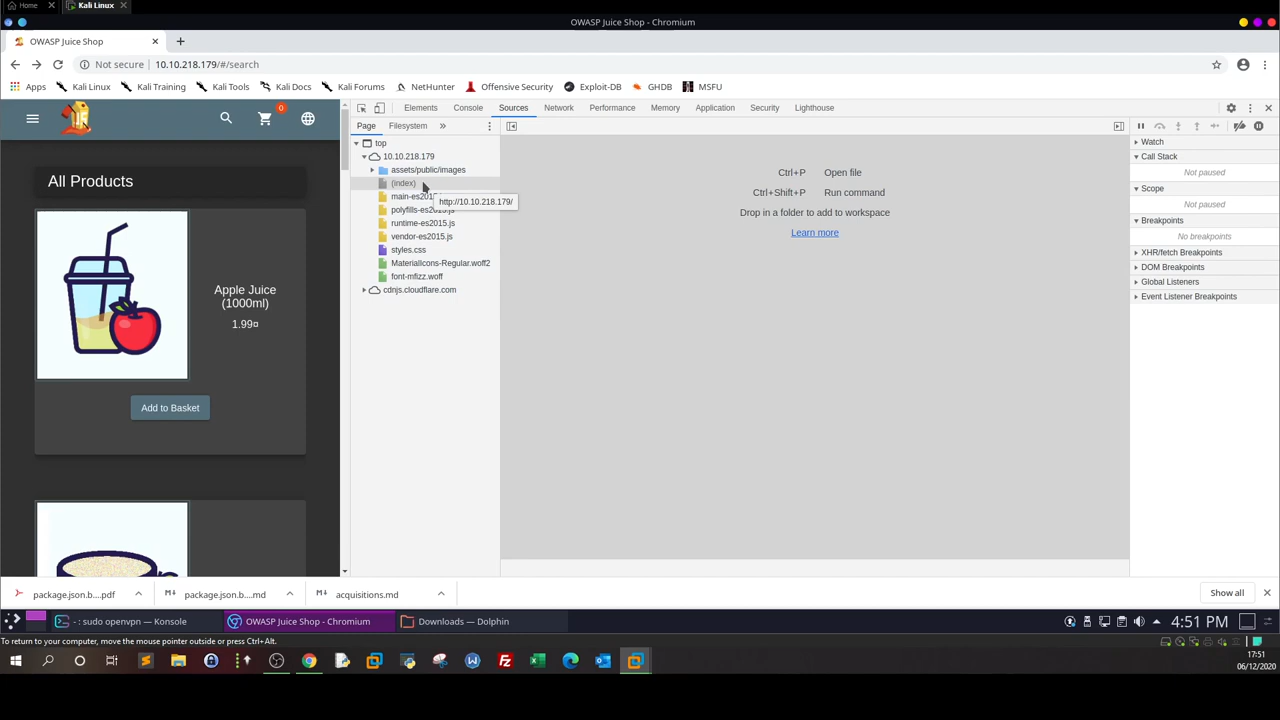 Home
Kali Linux
OWASP Juice Shop - Chromium
OWASP Juice Shop
Not secure
10.10.218.179/#/search
Apps
Kali Linux
Kali Training
Kali Tools
Kali Docs
Kali Forums
NetHunter
Offensive Security
Exploit-DB
GHDB
MSFU
0
All Products
Apple Juice
(1000ml)
1.99¤
Add to Basket
Elements
Console
Sources
Network
Performance
Memory
Application
Security
Lighthouse
Page
Filesystem
top
10.10.218.179
assets/public/images
(index)
main-es201
http://10.10.218.179/
polyfills-es2015.js
runtime-es2015.js
vendor-es2015.js
styles.css
MaterialIcons-Regular.woff2
font-mfizz.woff
cdnjs.cloudflare.com
Ctrl+P Open file
Ctrl+Shift+P Run command
Drop in a folder to add to workspace
Learn more
Watch
Call Stack
Not paused
Scope
Not paused
Breakpoints
No breakpoints
XHR/fetch Breakpoints
DOM Breakpoints
Global Listeners
Event Listener Breakpoints
package.json.b....pdf
package.json.b....md
acquisitions.md
Show all
- : sudo openvpn — Konsole
OWASP Juice Shop - Chromium
Downloads — Dolphin
4:51 PM
To return to your computer, move the mouse pointer outside or press Ctrl+Alt.
17:51
06/12/2020